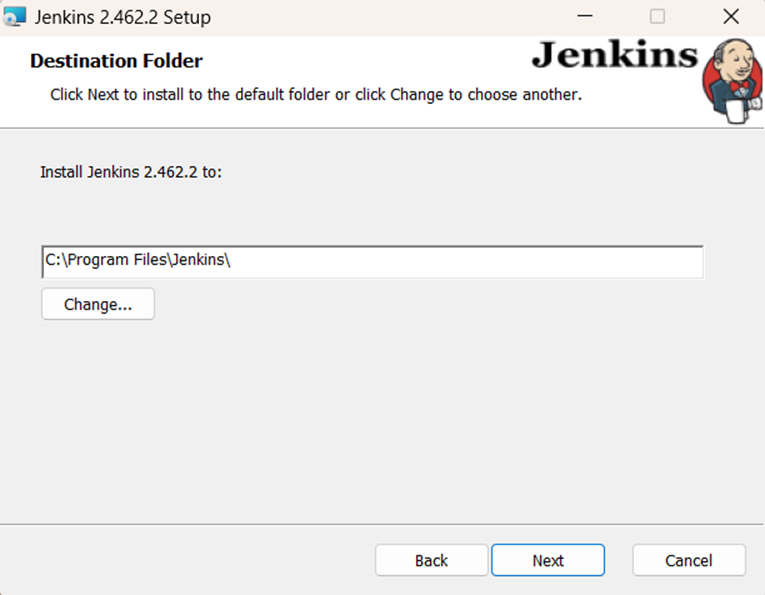 Jenkins 2.462.2 Setup
Destination Folder
Jenkins
Click Next to install to the default folder or click Change to choose another.
Install Jenkins 2.462.2 to:
C:\Program Files\Jenkins\
Change...
Back
Next
Cancel